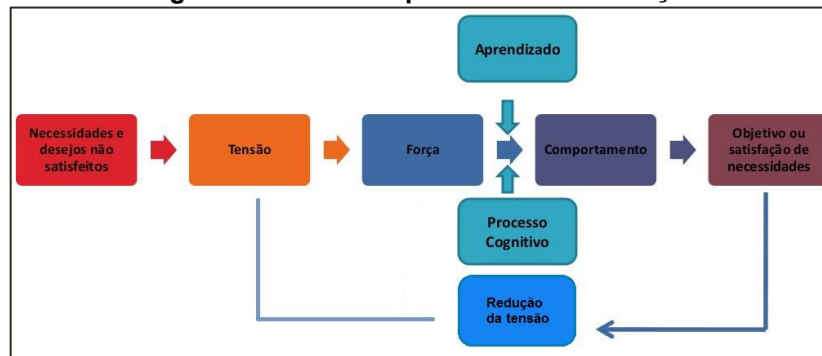 Aprendizado
Necessidades e
desejos não
satisfeitos
Tensão
Força
Comportamento
Objetivo ou
satisfação de
necessidades
Processo
Cognitivo
Redução
da tensão